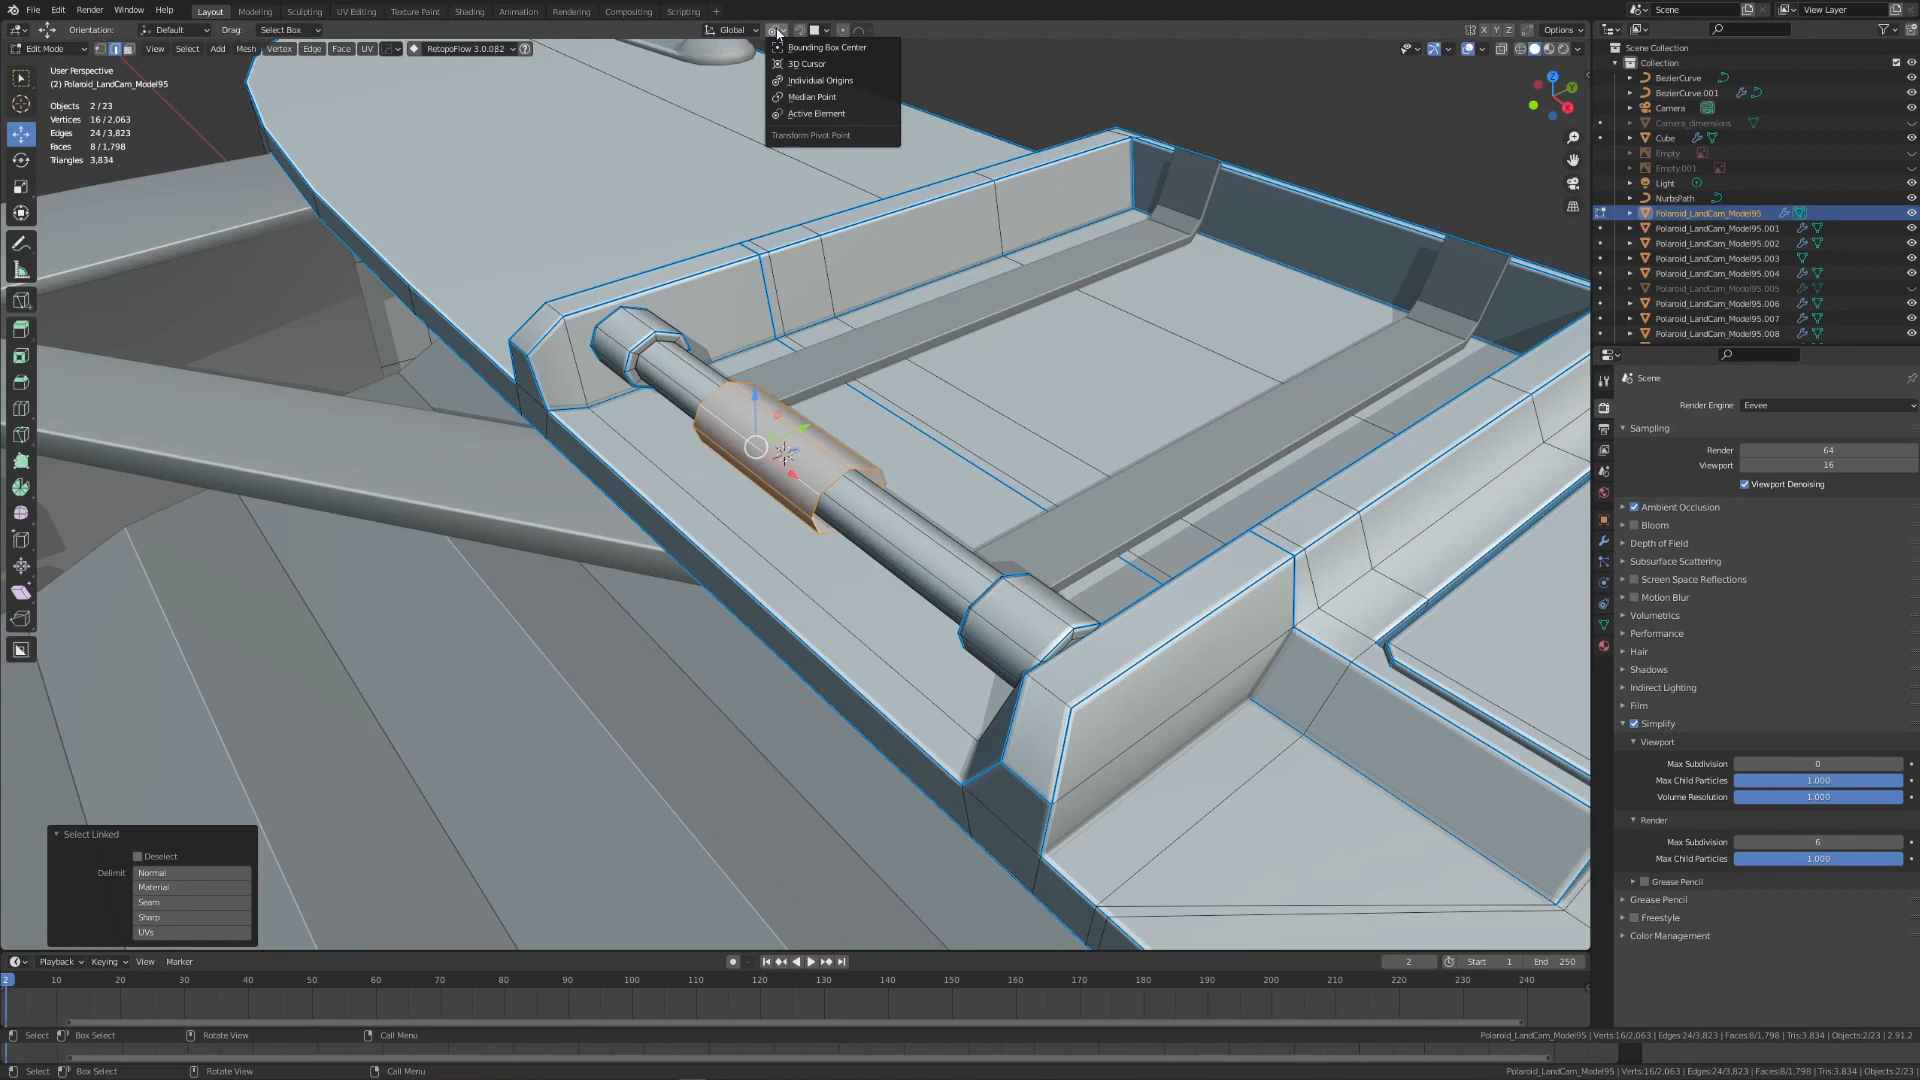 File Edit Render Window Help Layout Modeling Sculpting UV Editing Texture Paint Shading Animation Rendering Compositing Scripting + Scene View Layer
Orientation: Default Drag: Select Box Global X Y Z Options
Edit Mode View Select Add Mesh Vertex Edge Face UV RetopoFlow 3.0.0β2 ?
Bounding Box Center
3D Cursor
Individual Origins
Median Point
Active Element
Transform Pivot Point
User Perspective
(2) Polaroid_LandCam_Model95
Objects 2 / 23
Vertices 16 / 2,063
Edges 24 / 3,823
Faces 8 / 1,798
Triangles 3,834
Z
Y
X
Select Linked
Deselect
Delimit Normal
Material
Seam
Sharp
UVs
Scene Collection
Collection
BezierCurve
BezierCurve.001
Camera
Camera_dimensions
Cube
Empty
Empty.001
Light
NurbsPath
Polaroid_LandCam_Model95
Polaroid_LandCam_Model95.001
Polaroid_LandCam_Model95.002
Polaroid_LandCam_Model95.003
Polaroid_LandCam_Model95.004
Polaroid_LandCam_Model95.005
Polaroid_LandCam_Model95.006
Polaroid_LandCam_Model95.007
Polaroid_LandCam_Model95.008
Scene
Render Engine Eevee
Sampling
Render 64
Viewport 16
Viewport Denoising
Ambient Occlusion
Bloom
Depth of Field
Subsurface Scattering
Screen Space Reflections
Motion Blur
Volumetrics
Performance
Hair
Shadows
Indirect Lighting
Film
Simplify
Viewport
Max Subdivision 0
Max Child Particles 1.000
Volume Resolution 1.000
Render
Max Subdivision 6
Max Child Particles 1.000
Grease Pencil
Grease Pencil
Freestyle
Color Management
Playback Keying View Marker 2 Start 1 End 250
2 10 20 30 40 50 60 70 80 90 100 110 120 130 140 150 160 170 180 190 200 210 220 230 240
Select Box Select Rotate View Call Menu Polaroid_LandCam_Model95 | Verts:16/2,063 | Edges:24/3,823 | Faces:8/1,798 | Tris:3,834 | Objects:2/23 | 2.91.2
Select Box Select Rotate View Call Menu Polaroid_LandCam_Model95 | Verts:16/2,063 | Edges:24/3,823 | Faces:8/1,798 | Tris:3,834 | Objects:2/23